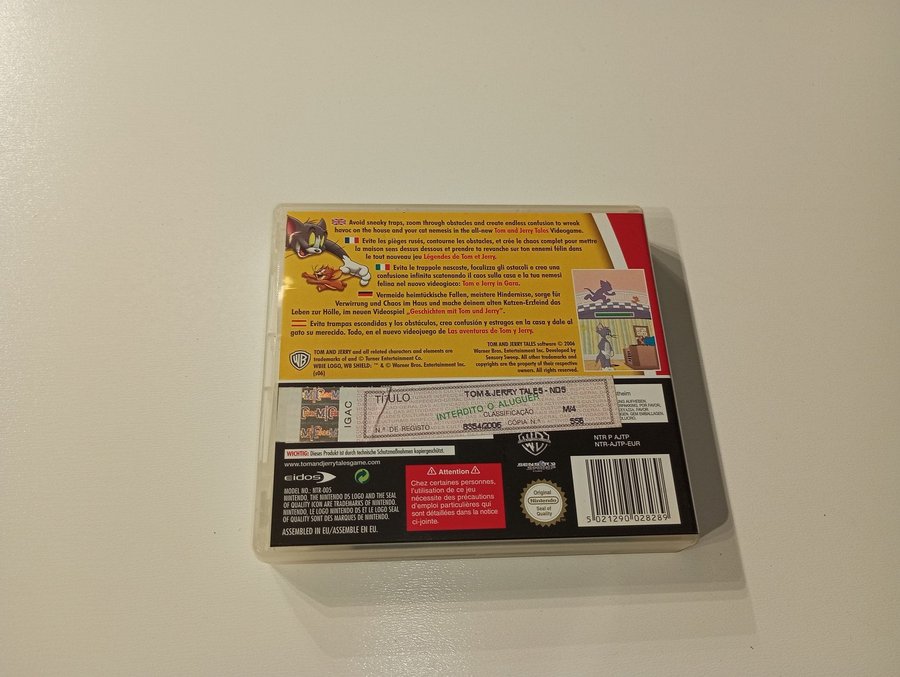 Avoid sneaky traps, zoom through obstacles and create endless confusion to wreak
havoc on the house and your cat nemesis in the all-new Tom and Jerry Tales Videogame.
Evite les pièges rusés, contourne les obstacles, et crée le chaos complet pour mettre
la maison sens dessus dessous et prendre ta revanche sur ton ennemi félin dans
le tout nouveau jeu Légendes de Tom et Jerry.
Evita le trappole nascoste, focalizza gli ostacoli e crea una
confusione infinita scatenando il caos sulla casa e la tua nemesi
felina nel nuovo videogioco: Tom e Jerry in Gara.
Vermeide heimtückische Fallen, meistere Hindernisse, sorge für
Verwirrung und Chaos im Haus und mache deinem alten Katzen-Erzfeind das
Leben zur Hölle, im neuen Videospiel „Geschichten mit Tom und Jerry".
Evita trampas escondidas y los obstáculos, crea confusión y estragos en la casa y dale al
gato su merecido. Todo, en el nuevo videojuego de Las aventuras de Tom y Jerry.
WB
TOM AND JERRY and all related characters and elements are
trademarks of and © Turner Entertainment Co.
WBIE LOGO, WB SHIELD: ™ & © Warner Bros. Entertainment Inc.
(s06)
TOM AND JERRY TALES software © 2006
Warner Bros. Entertainment Inc. Developed by
Sensory Sweep. All other trademarks and
copyrights are the property of their respective
owners. All rights reserved.
IGAC
TÍTULO TOM & JERRY TALES - NDS
INTERDITO O ALUGUER
CLASSIFICAÇÃO M/4
N.º DE REGISTO 8354G006 CÓPIA N.º 558
WICHTIG: Dieses Produkt ist durch technische Schutzmaßnahmen kopiergeschützt.
www.tomandjerrytalesgame.com
eidos
MODEL NO.: NTR-005
NINTENDO, THE NINTENDO DS LOGO AND THE SEAL
OF QUALITY ICON ARE TRADEMARKS OF NINTENDO.
NINTENDO, LE LOGO NINTENDO DS ET LE LOGO SEAL
OF QUALITY SONT DES MARQUES DE NINTENDO.
ASSEMBLED IN EU/ASSEMBLE EN EU.
Attention
Chez certaines personnes,
l'utilisation de ce jeu
nécessite des précautions
d'emploi particulières qui
sont détaillées dans la notice
ci-jointe.
SENSORY
SWEEP
Original
Nintendo
Seal of
Quality
NTR P AJTP
NTR-AJTP-EUR
5 021290 028289